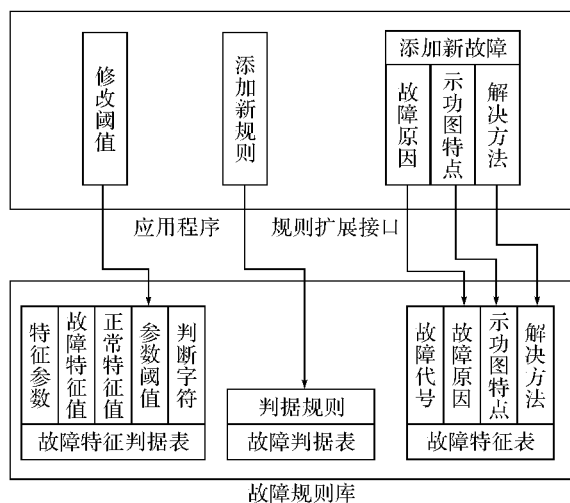 修改阈值
添加新规则
添加新故障
故障原因
示功图特点
解决方法
应用程序
规则扩展接口
特征参数
故障特征值
正常特征值
参数阈值
判断字符
故障特征判据表
判据规则
故障判据表
故障代号
故障原因
示功图特点
解决方法
故障特征表
故障规则库